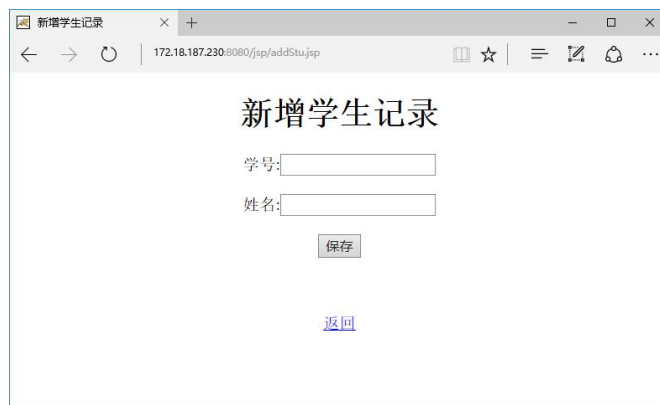 新增学生记录
172.18.187.230:8080/jsp/addStu.jsp
新增学生记录
学号:
姓名:
保存
返回